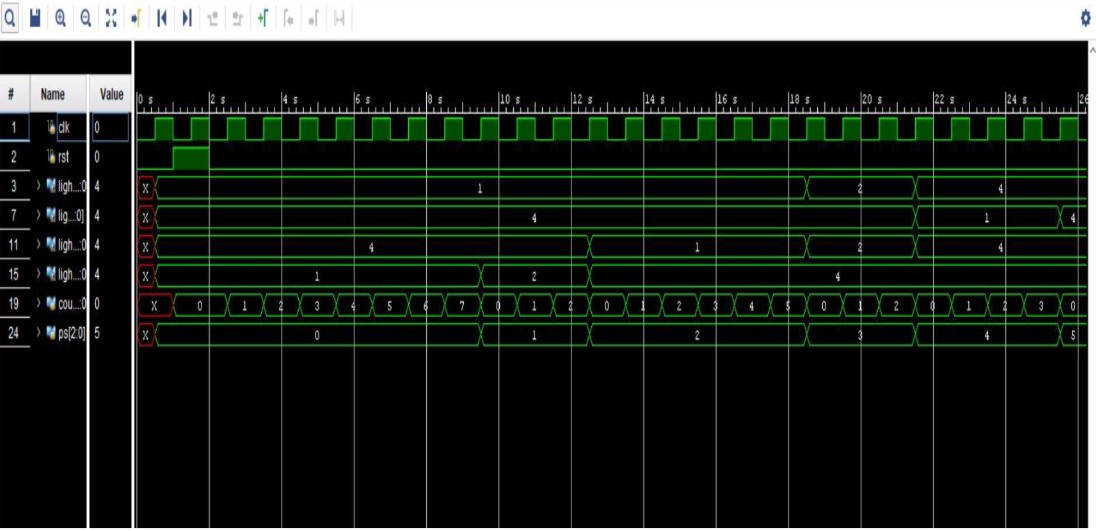 # Name Value 0 s 2 s 4 s 6 s 8 s 10 s 12 s 14 s 16 s 18 s 20 s 22 s 24 s 26
1 clk 0
2 rst 0
3 ligh...:0 4 X 1 2 4
7 lig...:0] 4 X 4 1 4
11 ligh...:0 4 X 4 1 2 4
15 ligh...:0 4 X 1 2 4
19 cou...:0 0 X 0 1 2 3 4 5 6 7 0 1 2 0 1 2 3 4 5 0 1 2 0 1 2 3 0
24 ps[2:0] 5 X 0 1 2 3 4 5